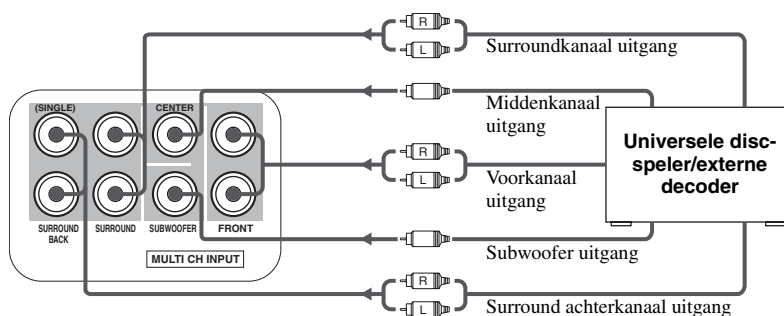 R
L
Surroundkanaal uitgang
(SINGLE)
CENTER
Middenkanaal
uitgang
R
L
Voorkanaal
uitgang
Universele disc-
speler/externe
decoder
SURROUND
BACK
SURROUND
SUBWOOFER
FRONT
Subwoofer uitgang
MULTI CH INPUT
R
L
Surround achterkanaal uitgang